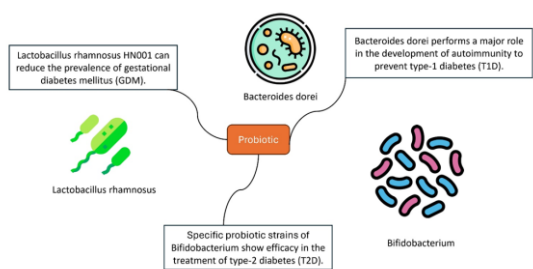 Lactobacillus rhamnosus HN001 can
reduce the prevalence of gestational
diabetes mellitus (GDM).
Bacteroides dorei
Bacteroides dorei performs a major role
in the development of autoimmunity to
prevent type-1 diabetes (T1D).
Probiotic
Lactobacillus rhamnosus
Bifidobacterium
Specific probiotic strains of
Bifidobacterium show efficacy in the
treatment of type-2 diabetes (T2D).